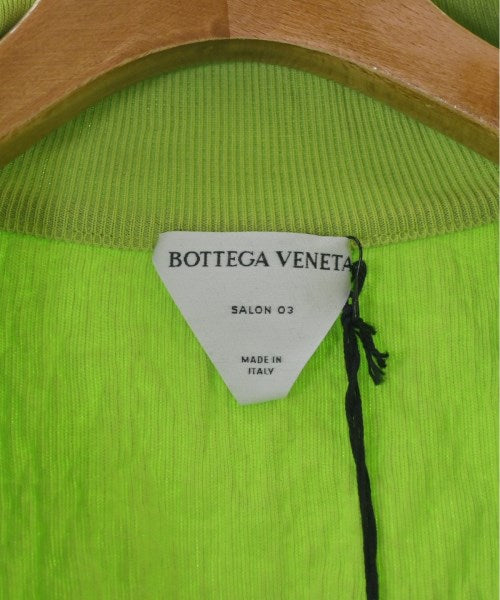 BOTTEGA VENETA
SALON 03
MADE IN
ITALY